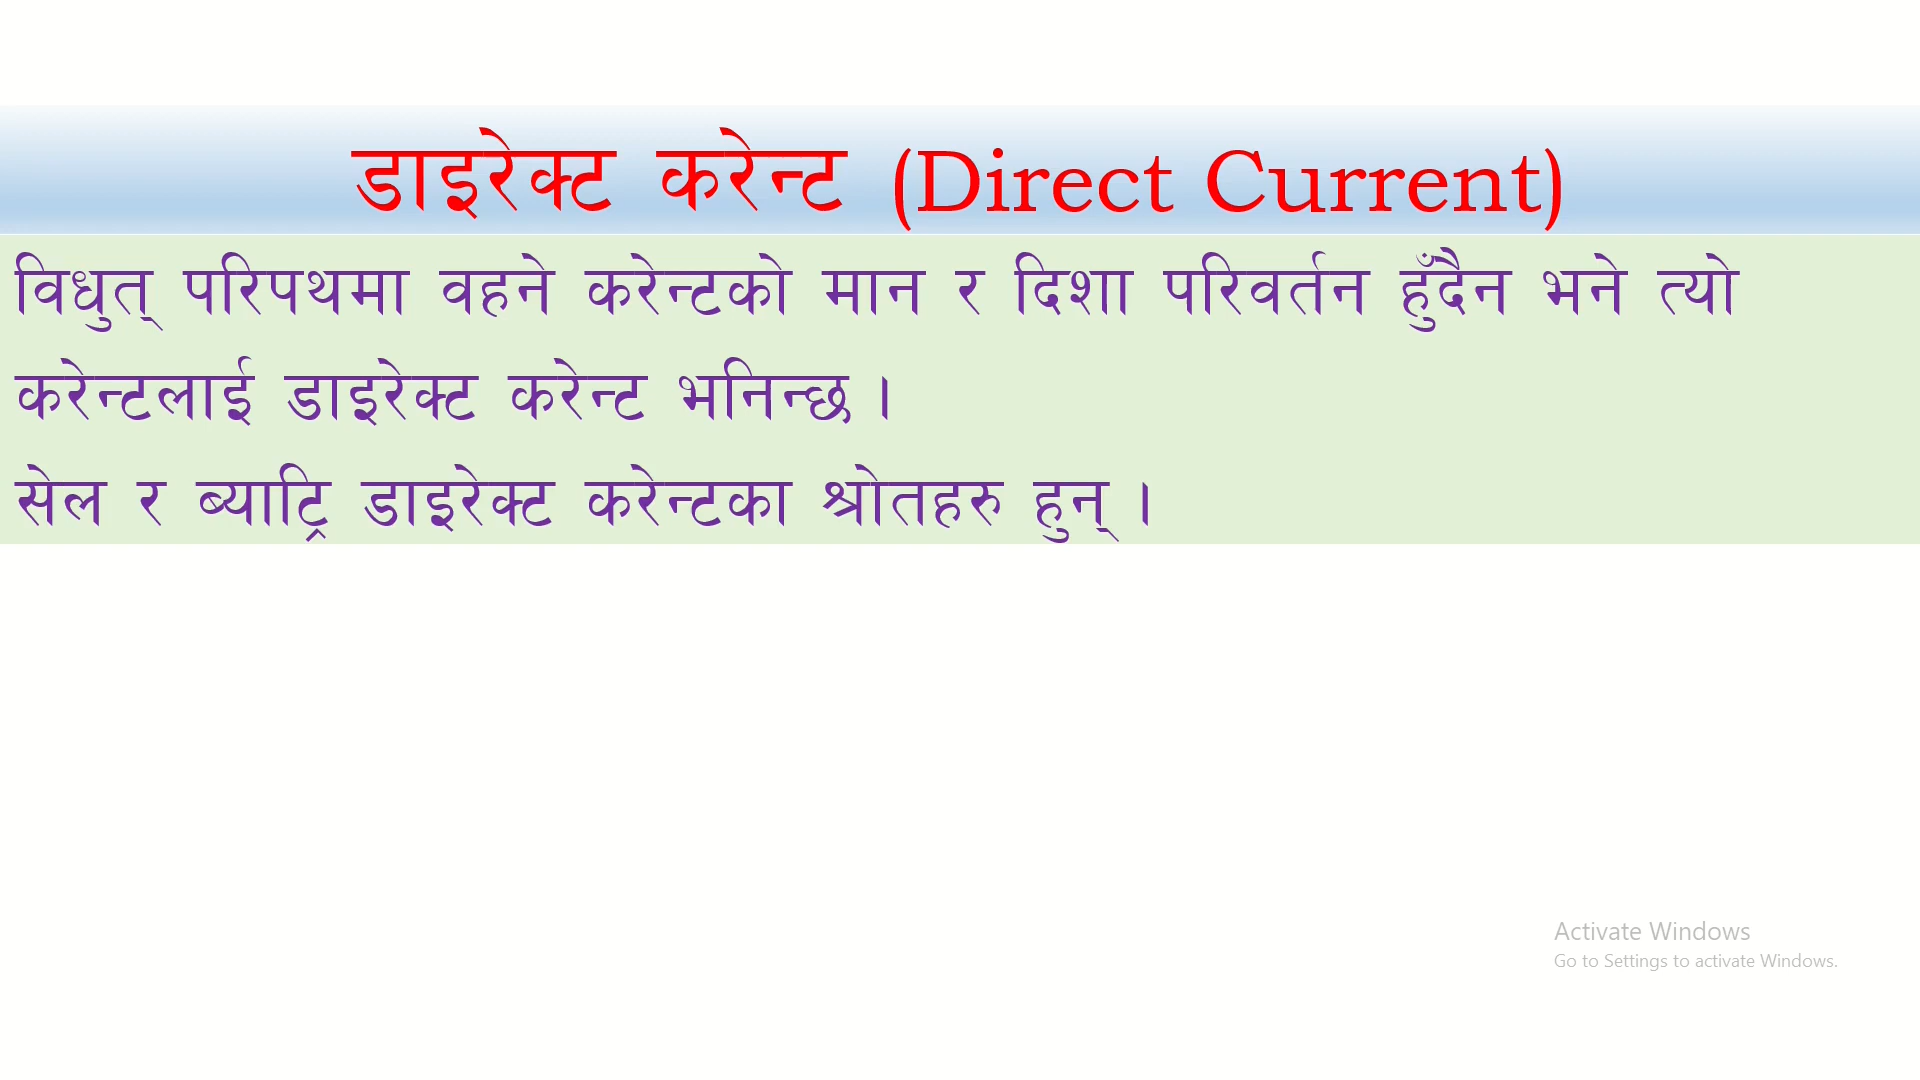 डाइरेक्ट करेन्ट (Direct Current)
विधुत् परिपथमा वहने करेन्टको मान र दिशा परिवर्तन हुँदैन भने त्यो
करेन्टलाई डाइरेक्ट करेन्ट भनिन्छ ।
सेल र ब्याट्रि डाइरेक्ट करेन्टका श्रोतहरु हुन् ।
Activate Windows
Go to Settings to activate Windows.